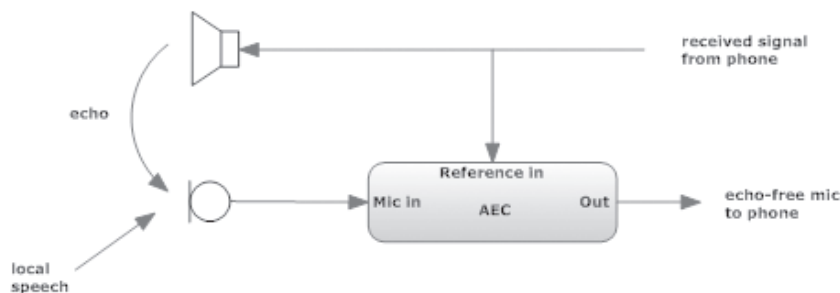 received signal
from phone
echo
Reference in
Mic in
AEC
Out
echo-free mic
to phone
local
speech